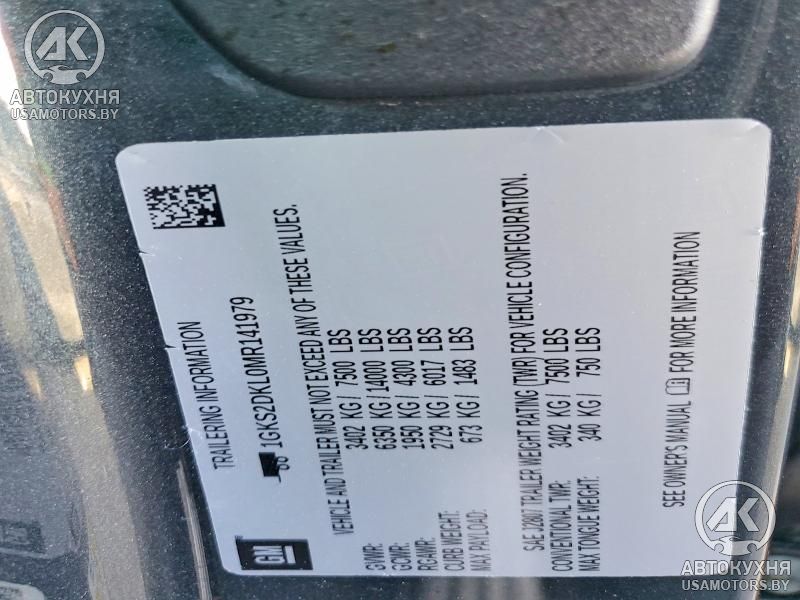 АК
АВТОКУХНЯ
USAMOTORS.BY
GM
TRAILERING INFORMATION
1GKS2DKL0MR141979
VEHICLE AND TRAILER MUST NOT EXCEED ANY OF THESE VALUES.
GVWR: 3402 KG/ 7500 LBS
GCWR: 6350 KG/14000 LBS
RGAWR: 1950 KG/ 4300 LBS
CURB WEIGHT: 2729 KG/ 6017 LBS
MAX PAYLOAD: 673 KG/ 1483 LBS
SAE J2807 TRAILER WEIGHT RATING (TWR) FOR VEHICLE CONFIGURATION.
CONVENTIONAL TWR: 3402 KG/ 7500 LBS
MAX TONGUE WEIGHT: 340 KG/ 750 LBS
SEE OWNER'S MANUAL FOR MORE INFORMATION
АК
АВТОКУХНЯ
USAMOTORS.BY